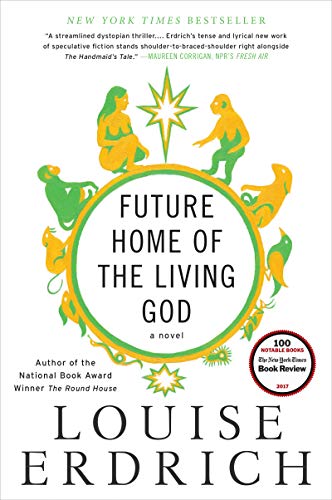 NEW YORK TIMES BESTSELLER
"A streamlined dystopian thriller.... Erdrich's tense and lyrical new work
of speculative fiction stands shoulder-to-braced-shoulder right alongside
The Handmaid's Tale." —MAUREEN CORRIGAN, NPR'S FRESH AIR
FUTURE
HOME OF
THE LIVING
GOD
a novel
Author of the
National Book Award
Winner The Round House
100
NOTABLE BOOKS
The New York Times
Book Review
2017
LOUISE
ERDRICH